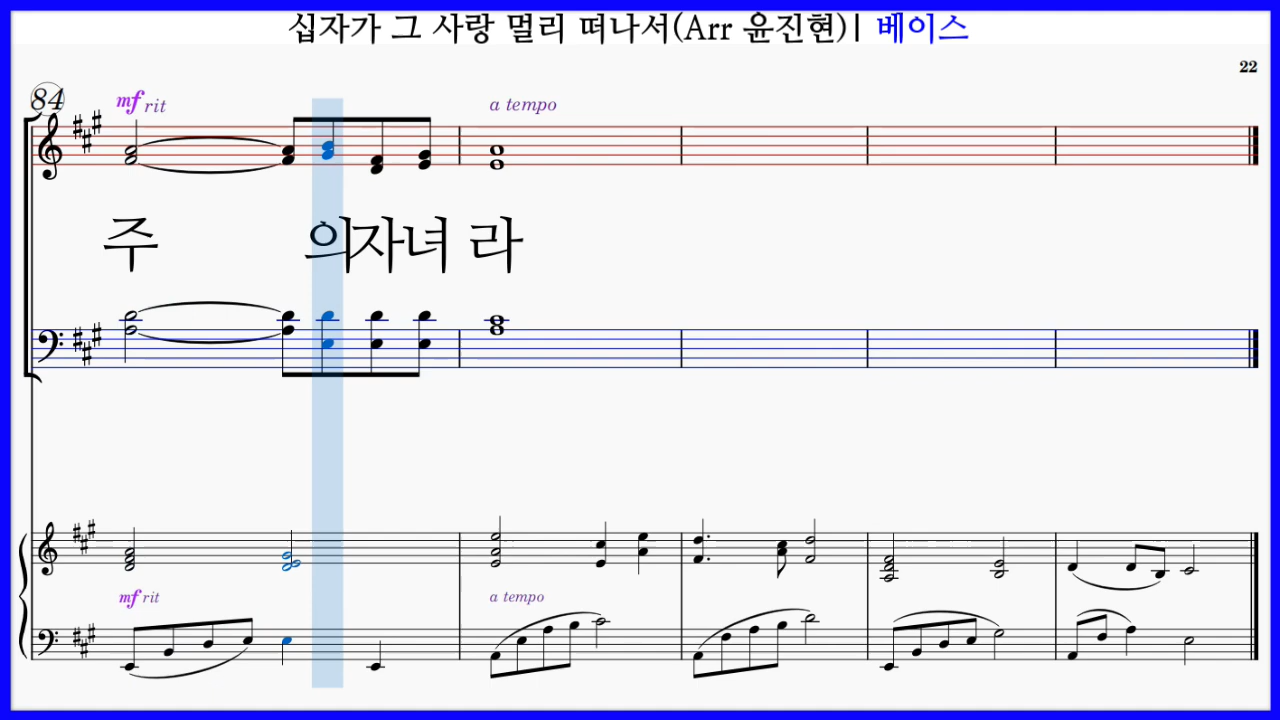 십자가 그 사랑 멀리 떠나서(Arr 윤진현)| 베이스
22
84
mf rit a tempo
주 의자녀 라
mf rit a tempo